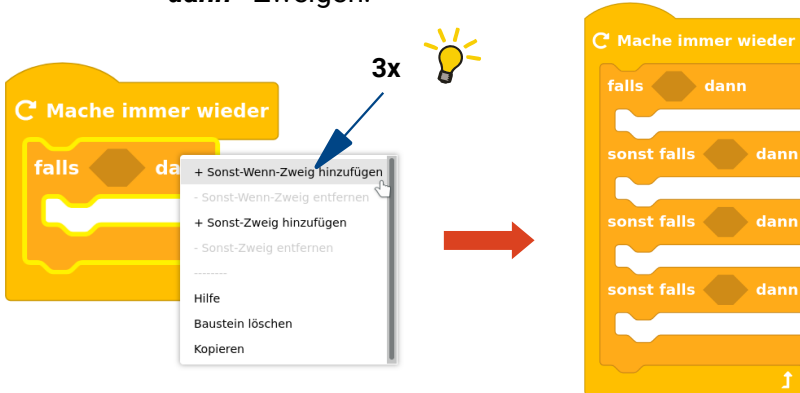 dann" Zweigen.
3x
Mache immer wieder
falls da
+ Sonst-Wenn-Zweig hinzufügen
- Sonst-Wenn-Zweig entfernen
+ Sonst-Zweig hinzufügen
- Sonst-Zweig entfernen
--------
Hilfe
Baustein löschen
Kopieren
Mache immer wieder
falls dann
sonst falls dann
sonst falls dann
sonst falls dann